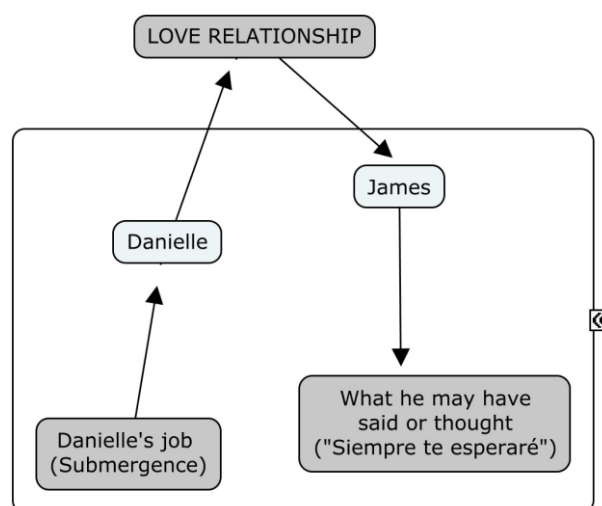 LOVE RELATIONSHIP
James
Danielle
What he may have
said or thought
("Siempre te esperaré")
Danielle's job
(Submergence)